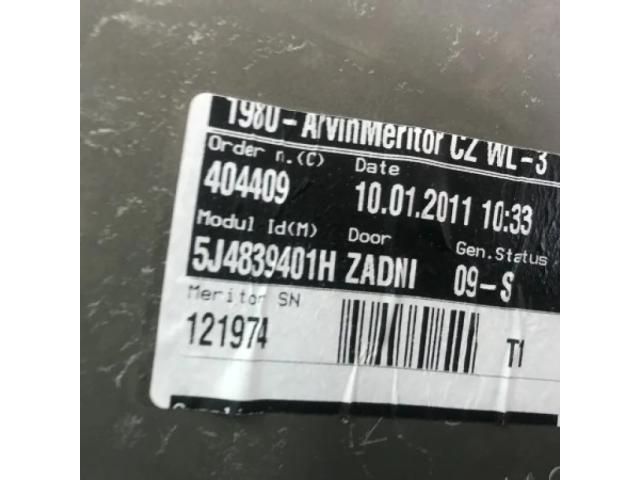 1980 - ArvinMeritor CZ WL-3
Order n.(C) Date
404409 10.01.2011 10:33
Modul Id(M) Door Gen.Status
5J4839401H ZADNI 09-S
Meritor SN
121974 T1